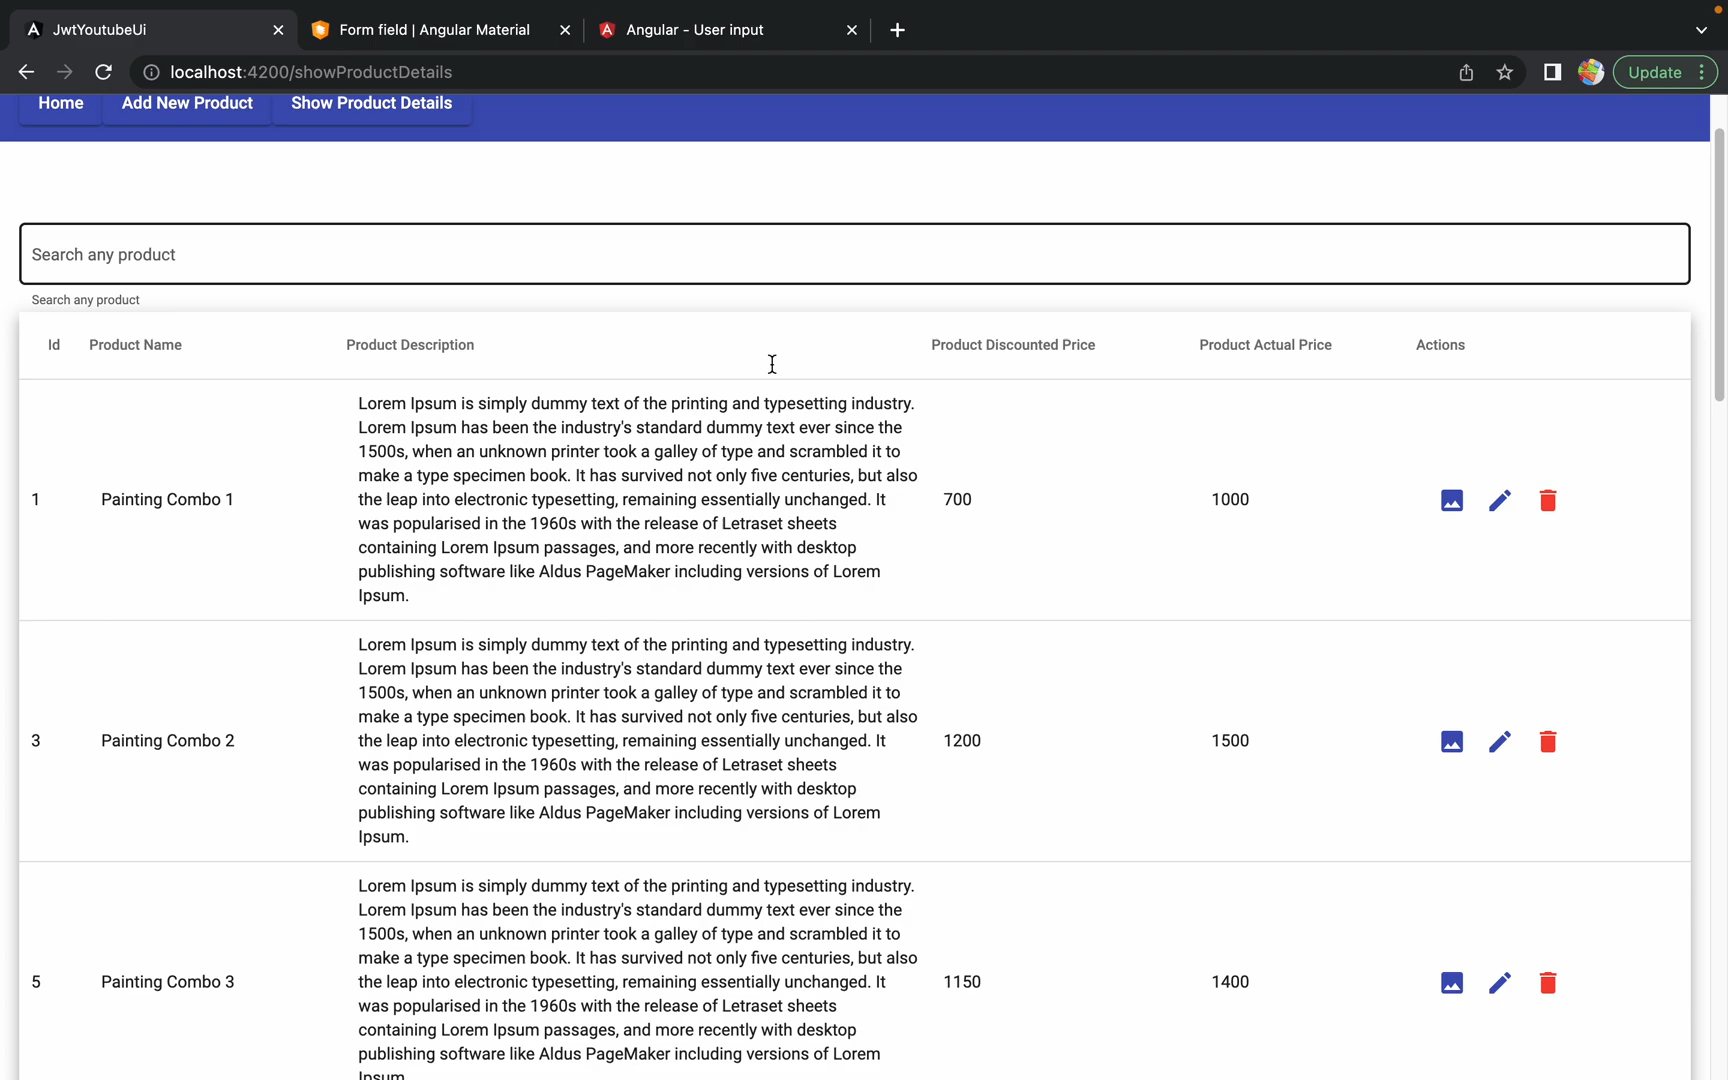 JwtYoutubeUi
Form field | Angular Material
Angular - User input
localhost:4200/showProductDetails
Update
Home
Add New Product
Show Product Details
Search any product
Search any product
Id
Product Name
Product Description
Product Discounted Price
Product Actual Price
Actions
1
Painting Combo 1
Lorem Ipsum is simply dummy text of the printing and typesetting industry.
Lorem Ipsum has been the industry's standard dummy text ever since the
1500s, when an unknown printer took a galley of type and scrambled it to
make a type specimen book. It has survived not only five centuries, but also
the leap into electronic typesetting, remaining essentially unchanged. It
was popularised in the 1960s with the release of Letraset sheets
containing Lorem Ipsum passages, and more recently with desktop
publishing software like Aldus PageMaker including versions of Lorem
Ipsum.
700
1000
3
Painting Combo 2
Lorem Ipsum is simply dummy text of the printing and typesetting industry.
Lorem Ipsum has been the industry's standard dummy text ever since the
1500s, when an unknown printer took a galley of type and scrambled it to
make a type specimen book. It has survived not only five centuries, but also
the leap into electronic typesetting, remaining essentially unchanged. It
was popularised in the 1960s with the release of Letraset sheets
containing Lorem Ipsum passages, and more recently with desktop
publishing software like Aldus PageMaker including versions of Lorem
Ipsum.
1200
1500
5
Painting Combo 3
Lorem Ipsum is simply dummy text of the printing and typesetting industry.
Lorem Ipsum has been the industry's standard dummy text ever since the
1500s, when an unknown printer took a galley of type and scrambled it to
make a type specimen book. It has survived not only five centuries, but also
the leap into electronic typesetting, remaining essentially unchanged. It
was popularised in the 1960s with the release of Letraset sheets
containing Lorem Ipsum passages, and more recently with desktop
publishing software like Aldus PageMaker including versions of Lorem
Ipsum
1150
1400